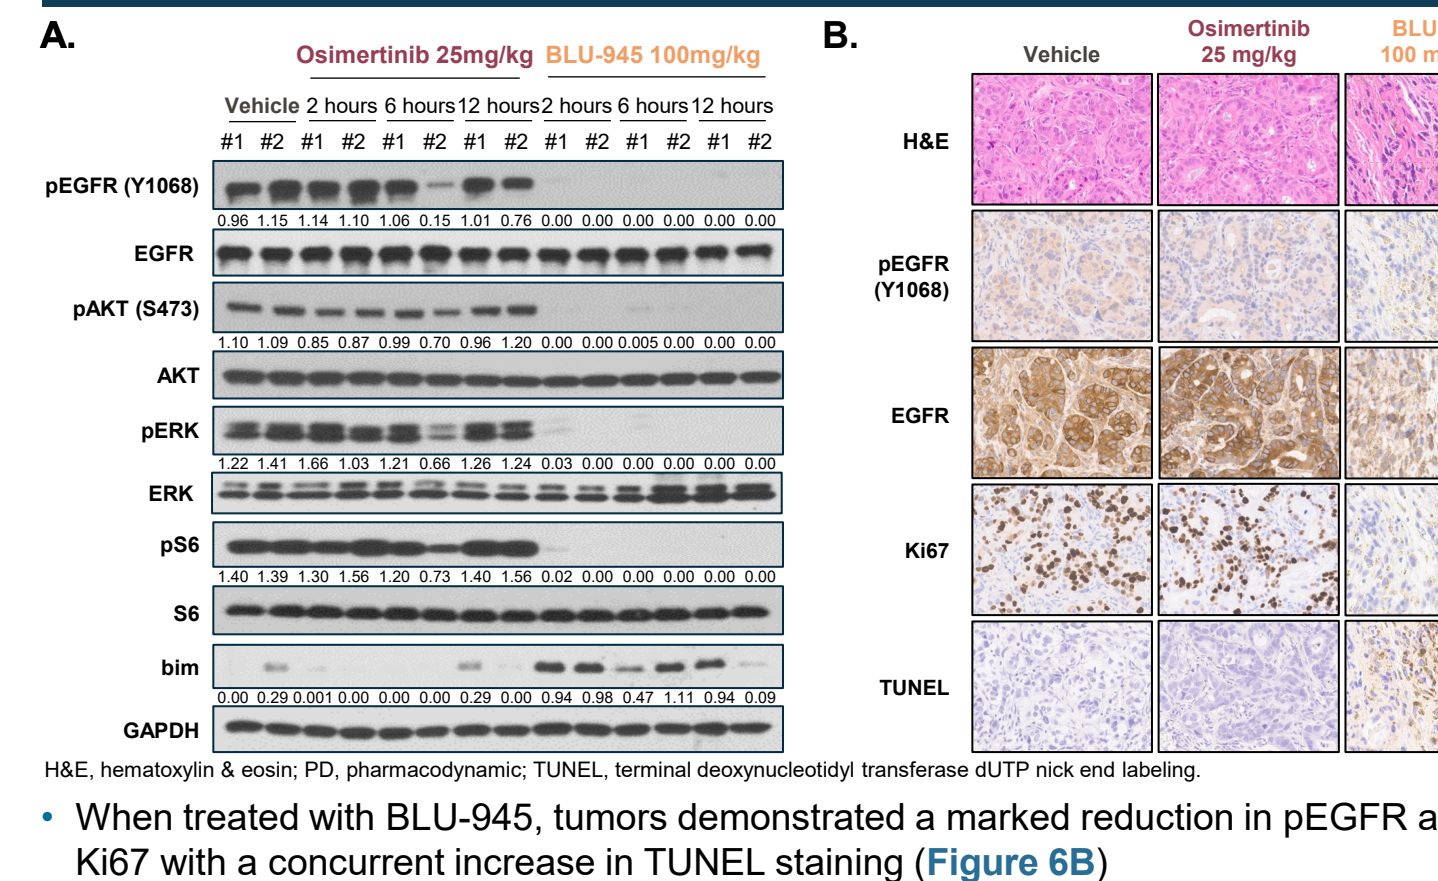 A.
Osimertinib 25mg/kg BLU-945 100mg/kg
Vehicle 2 hours 6 hours 12 hours 2 hours 6 hours 12 hours
#1 #2 #1 #2 #1 #2 #1 #2 #1 #2 #1 #2 #1 #2
pEGFR (Y1068)
0.96 1.15 1.14 1.10 1.06 0.15 1.01 0.76 0.00 0.00 0.00 0.00 0.00 0.00
EGFR
pAKT (S473)
1.10 1.09 0.85 0.87 0.99 0.70 0.96 1.20 0.00 0.00 0.005 0.00 0.00 0.00
AKT
pERK
1.22 1.41 1.66 1.03 1.21 0.66 1.26 1.24 0.03 0.00 0.00 0.00 0.00 0.00
ERK
pS6
1.40 1.39 1.30 1.56 1.20 0.73 1.40 1.56 0.02 0.00 0.00 0.00 0.00 0.00
S6
bim
0.00 0.29 0.001 0.00 0.00 0.00 0.29 0.00 0.94 0.98 0.47 1.11 0.94 0.09
GAPDH
B.
Vehicle
Osimertinib
25 mg/kg
BLU
100 m
H&E
pEGFR
(Y1068)
EGFR
Ki67
TUNEL
H&E, hematoxylin & eosin; PD, pharmacodynamic; TUNEL, terminal deoxynucleotidyl transferase dUTP nick end labeling.
• When treated with BLU-945, tumors demonstrated a marked reduction in pEGFR a
Ki67 with a concurrent increase in TUNEL staining (Figure 6B)